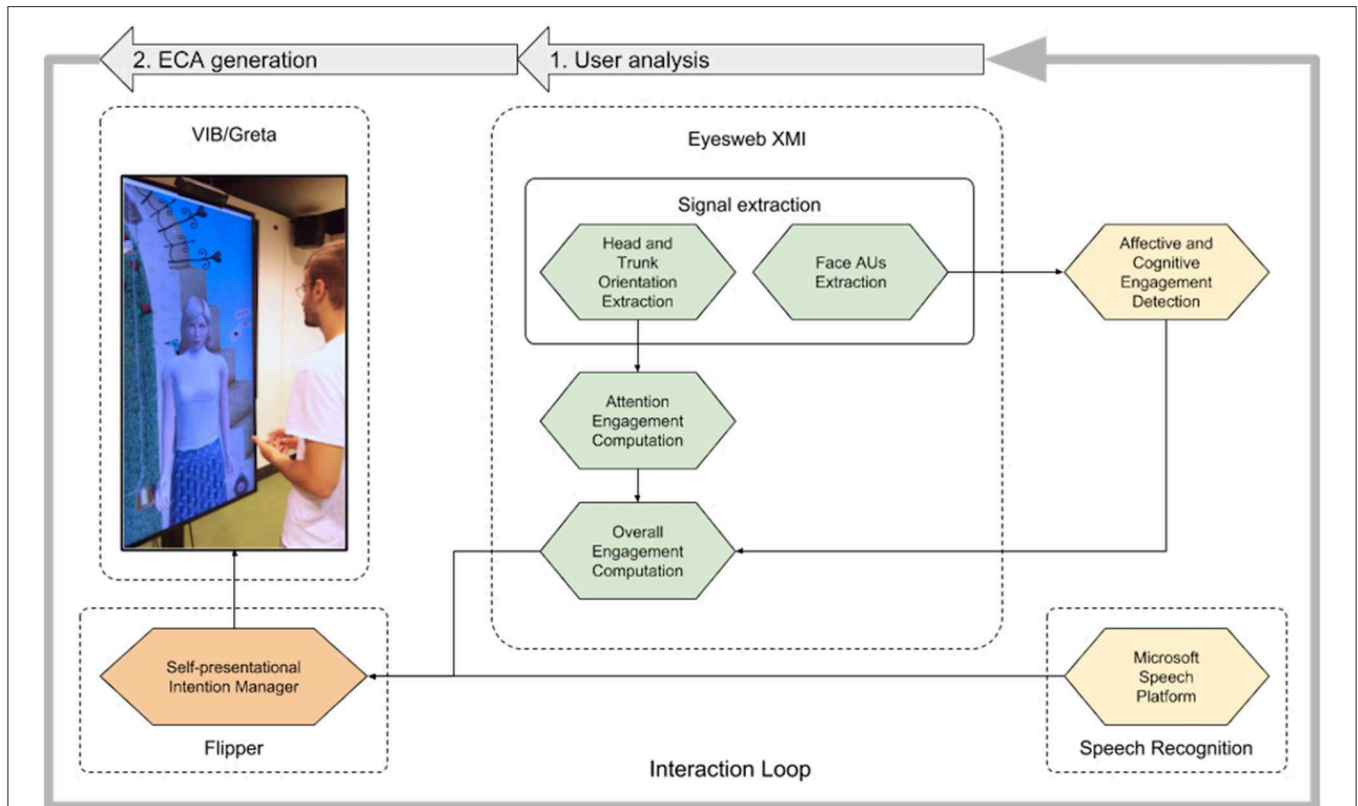 2. ECA generation
1. User analysis
VIB/Greta
Eyesweb XMI
Signal extraction
Head and
Trunk
Orientation
Extraction
Face AUs
Extraction
Affective and
Cognitive
Engagement
Detection
Attention
Engagement
Computation
Overall
Engagement
Computation
Self-presentational
Intention Manager
Flipper
Microsoft
Speech
Platform
Speech Recognition
Interaction Loop